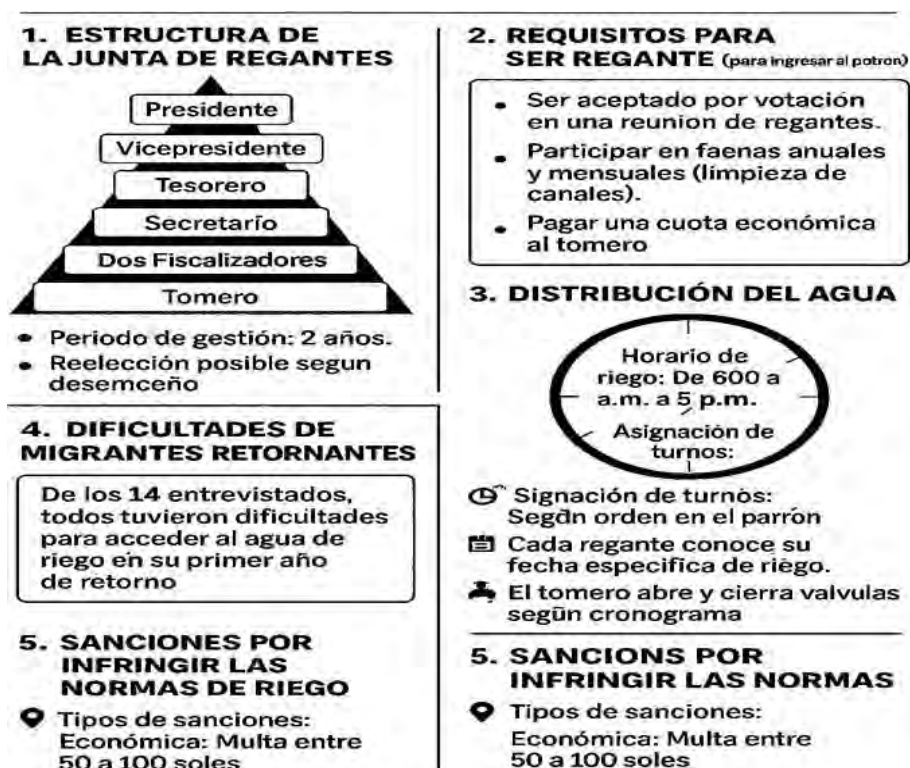 1. ESTRUCTURA DE
LA JUNTA DE REGANTES
Presidente
Vicepresidente
Tesorero
Secretarío
Dos Fiscalizadores
Tomero
• Periodo de gestión: 2 años.
• Reelección posible segun
desemceño
2. REQUISITOS PARA
SER REGANTE (para ingresar al potron)
• Ser aceptado por votación
en una reunion de regantes.
• Participar en faenas anuales
y mensuales (limpieza de
canales).
• Pagar una cuota económica
al tomero
3. DISTRIBUCIÓN DEL AGUA
Horario de
riego: De 600 a
a.m. a 5 p.m.
Asignación de
turnos:
Signación de turnos:
Segān orden en el parrón
Cada regante conoce su
fecha especifica de riego.
El tomero abre y cierra valvulas
según cronograma
4. DIFICULTADES DE
MIGRANTES RETORNANTES
De los 14 entrevistados,
todos tuvieron dificultades
para acceder al agua de
riego en su primer año
de retorno
5. SANCIONES POR
INFRINGIR LAS
NORMAS DE RIEGO
Tipos de sanciones:
Económica: Multa entre
50 a 100 soles
5. SANCIONS POR
INFRINGIR LAS NORMAS
Tipos de sanciones:
Económica: Multa entre
50 a 100 soles